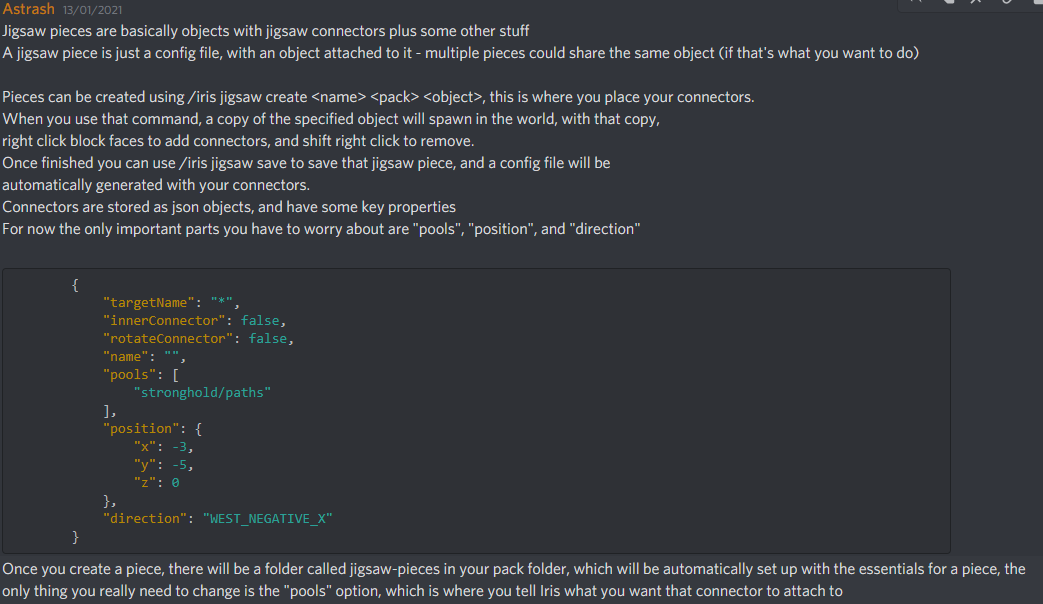 Astrash 13/01/2021
Jigsaw pieces are basically objects with jigsaw connectors plus some other stuff
A jigsaw piece is just a config file, with an object attached to it - multiple pieces could share the same object (if that's what you want to do)
Pieces can be created using /iris jigsaw create <name> <pack> <object>, this is where you place your connectors.
When you use that command, a copy of the specified object will spawn in the world, with that copy,
right click block faces to add connectors, and shift right click to remove.
Once finished you can use /iris jigsaw save to save that jigsaw piece, and a config file will be
automatically generated with your connectors.
Connectors are stored as json objects, and have some key properties
For now the only important parts you have to worry about are "pools", "position", and "direction"
{
"targetName": "*",
"innerConnector": false,
"rotateConnector": false,
"name": "",
"pools": [
"stronghold/paths"
],
"position": {
"x": -3,
"y": -5,
"z": 0
},
"direction": "WEST_NEGATIVE_X"
}
Once you create a piece, there will be a folder called jigsaw-pieces in your pack folder, which will be automatically set up with the essentials for a piece, the
only thing you really need to change is the "pools" option, which is where you tell Iris what you want that connector to attach to